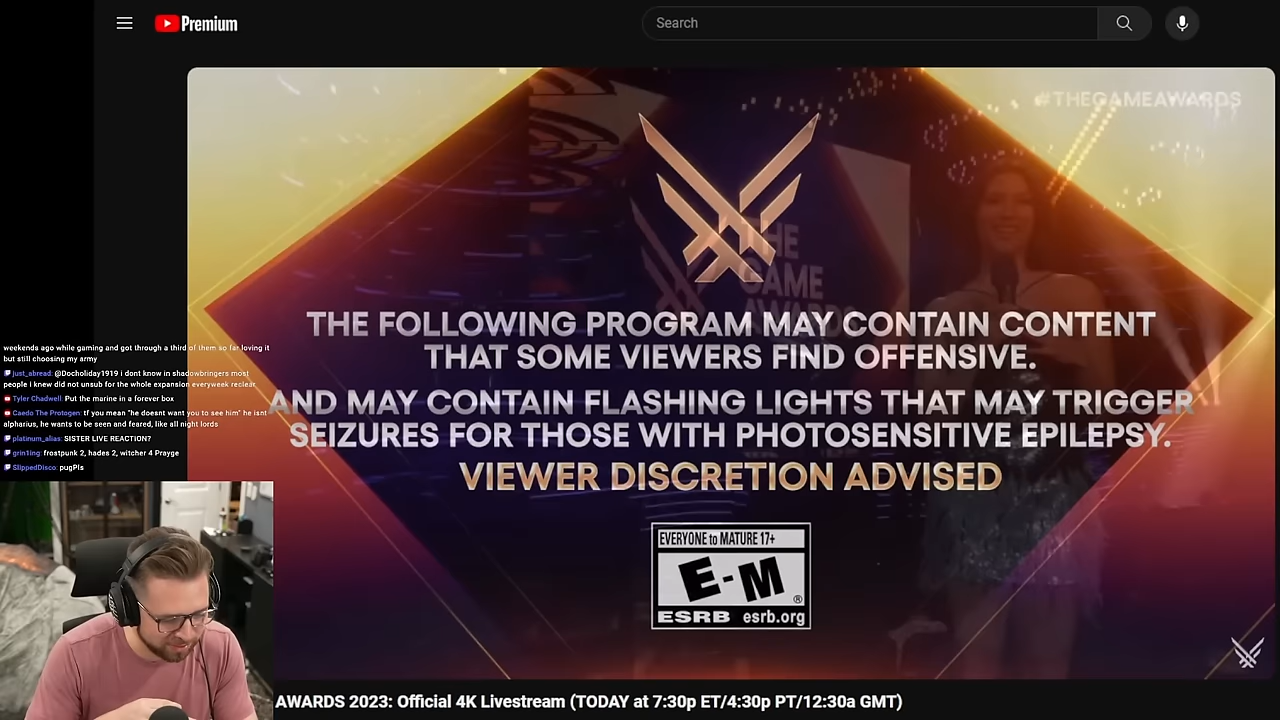 Premium
Search
#THEGAMEAWARDS
THE
GAME
AWARDS
THE FOLLOWING PROGRAM MAY CONTAIN CONTENT
THAT SOME VIEWERS FIND OFFENSIVE.
AND MAY CONTAIN FLASHING LIGHTS THAT MAY TRIGGER
SEIZURES FOR THOSE WITH PHOTOSENSITIVE EPILEPSY.
VIEWER DISCRETION ADVISED
EVERYONE to MATURE 17+
E-M
®
ESRB esrb.org
weekends ago while gaming and got through a third of them so far loving it
but still choosing my army
just_abread: @Docholiday1919 i dont know in shadowbringers most
people i knew did not unsub for the whole expansion everyweek reclear
Tyler Chadwell: Put the marine in a forever box
Caedo The Protogen: tf you mean "he doesnt want you to see him" he isnt
alpharius, he wants to be seen and feared, like all night lords
platinum_alias: SISTER LIVE REACTION?
grin1ing: frostpunk 2, hades 2, witcher 4 Prayge
SlippedDisco: pugPls
AWARDS 2023: Official 4K Livestream (TODAY at 7:30p ET/4:30p PT/12:30a GMT)